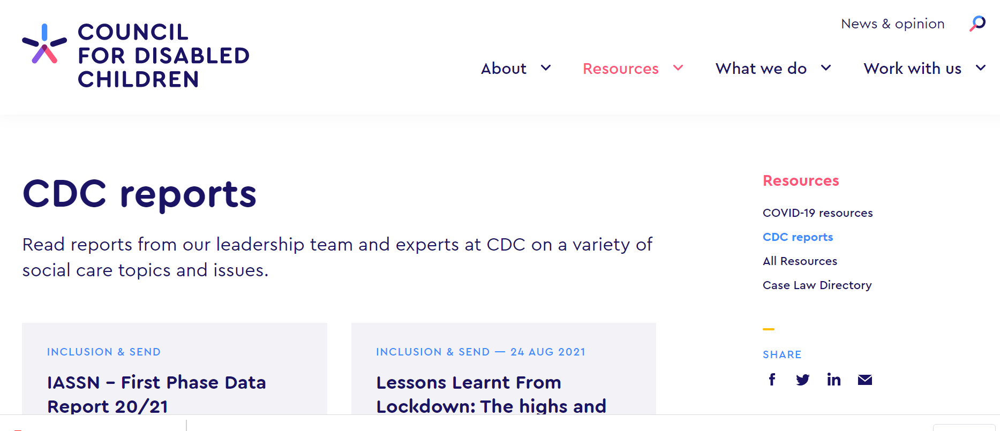 COUNCIL
FOR DISABLED
CHILDREN
News & opinion
About
Resources
What we do
Work with us
CDC reports
Read reports from our leadership team and experts at CDC on a variety of
social care topics and issues.
INCLUSION & SEND
IASSN – First Phase Data
Report 20/21
INCLUSION & SEND — 24 AUG 2021
Lessons Learnt From
Lockdown: The highs and
Resources
COVID-19 resources
CDC reports
All Resources
Case Law Directory
SHARE